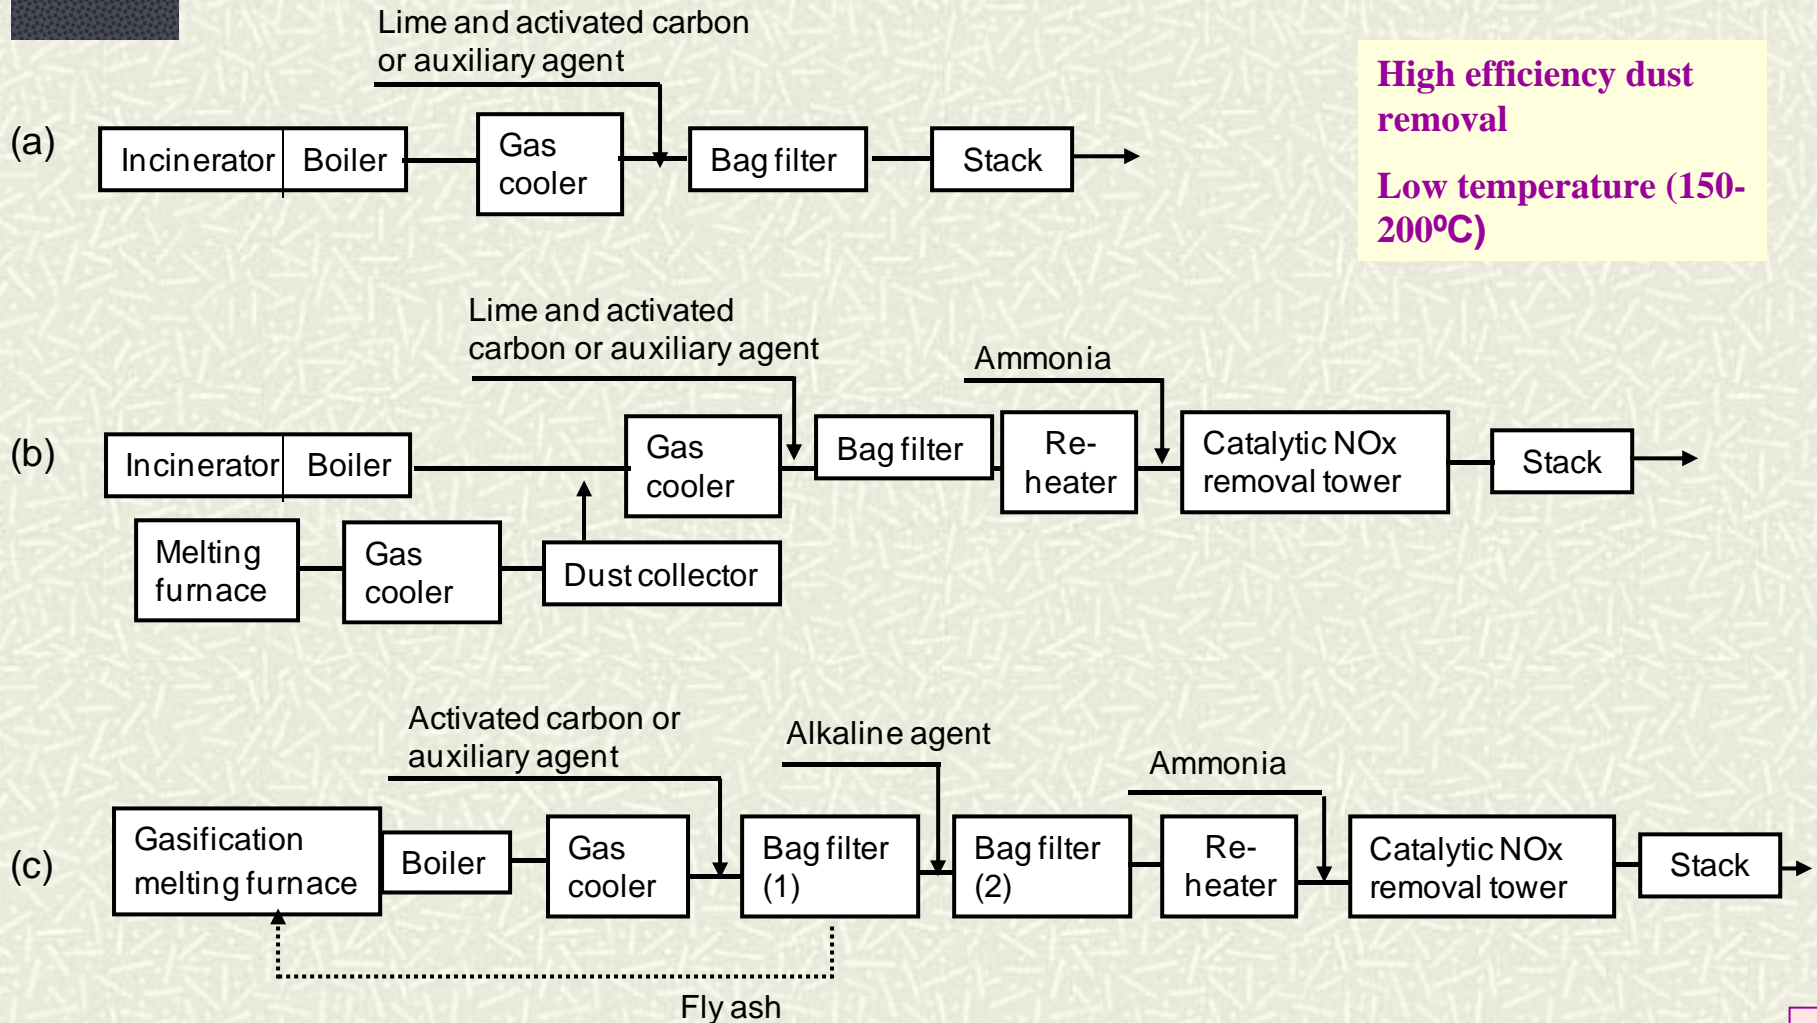 Lime and activated carbon
or auxiliary agent
High efficiency dust
removal
Low temperature (150-
200ºC)
(a)
Incinerator
Boiler
Gas
cooler
Bag filter
Stack
Lime and activated
carbon or auxiliary agent
Ammonia
(b)
Incinerator
Boiler
Gas
cooler
Bag filter
Re-
heater
Catalytic NOx
removal tower
Stack
Melting
furnace
Gas
cooler
Dust collector
Activated carbon or
auxiliary agent
Alkaline agent
Ammonia
(c)
Gasification
melting furnace
Boiler
Gas
cooler
Bag filter
(1)
Bag filter
(2)
Re-
heater
Catalytic NOx
removal tower
Stack
Fly ash